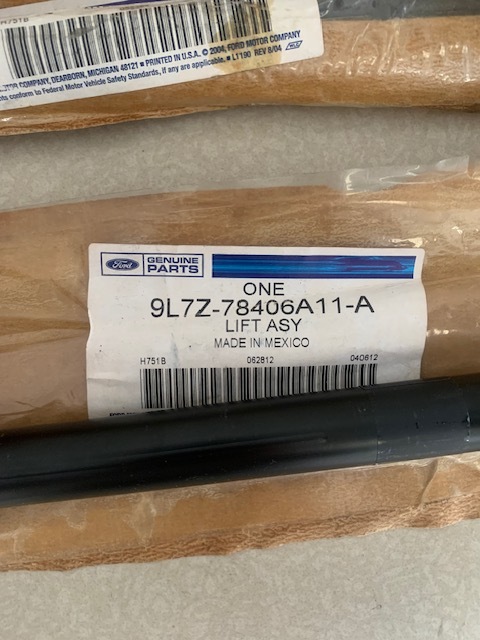 H751B
MOTOR COMPANY, DEARBORN, MICHIGAN 48121 ■ PRINTED IN U.S.A. © 2004, FORD MOTOR COMPANY
conform to Federal Motor Vehicle Safety Standards, if any are applicable. ■ L1190 REV 8/04
Ford GENUINE PARTS
ONE
9L7Z-78406A11-A
LIFT ASY
MADE IN MEXICO
H751B 062812 040612